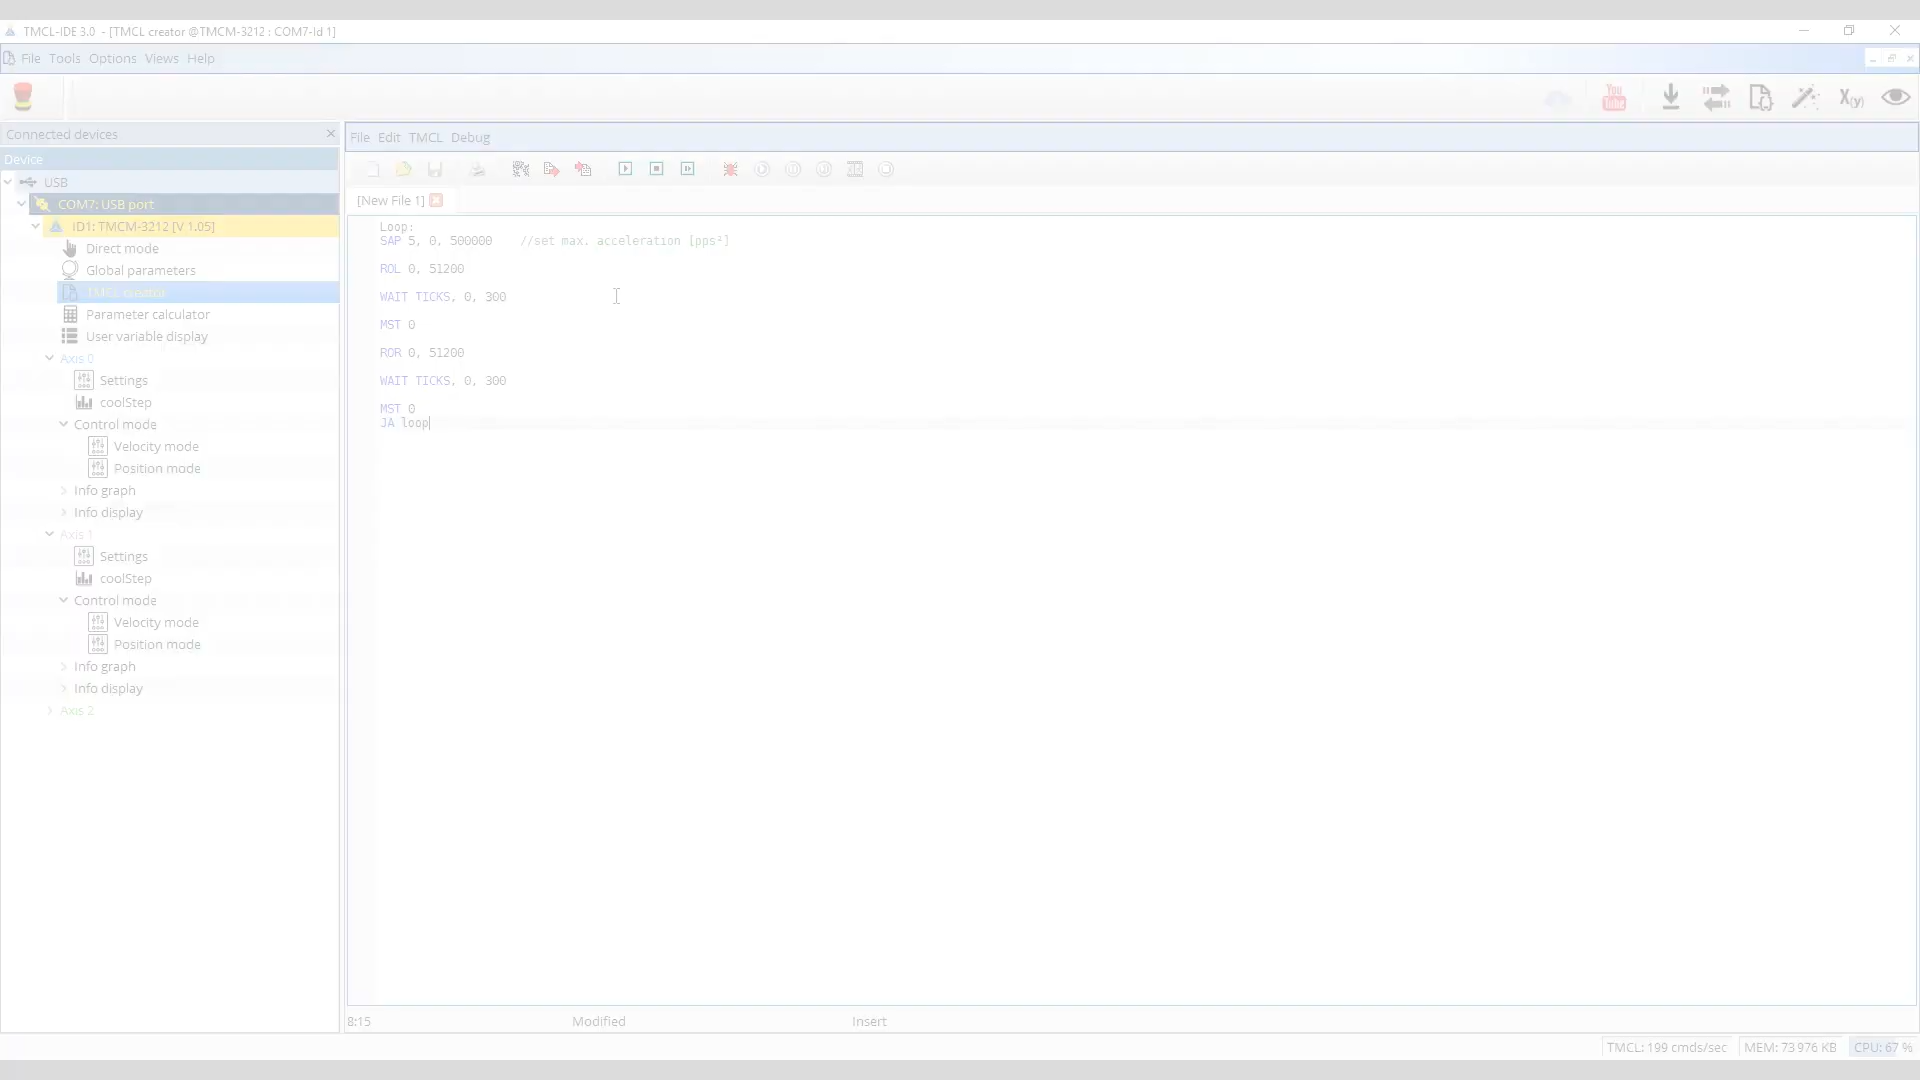 TMCL-IDE 3.0 - [TMCL creator @TMCM-3212 : COM7-Id 1]
File Tools Options Views Help
You
Tube
X(y)
Connected devices
Device
USB
COM7: USB port
ID1: TMCM-3212 [V 1.05]
Direct mode
Global parameters
TMCL creator
Parameter calculator
User variable display
Axis 0
Settings
coolStep
Control mode
Velocity mode
Position mode
Info graph
Info display
Axis 1
Settings
coolStep
Control mode
Velocity mode
Position mode
Info graph
Info display
Axis 2
File Edit TMCL Debug
[New File 1]
Loop:
SAP 5, 0, 500000 //set max. acceleration [pps²]
ROL 0, 51200
WAIT TICKS, 0, 300
MST 0
ROR 0, 51200
WAIT TICKS, 0, 300
MST 0
JA loop
8:15 Modified Insert
TMCL: 199 cmds/sec MEM: 73 976 KB CPU: 67 %